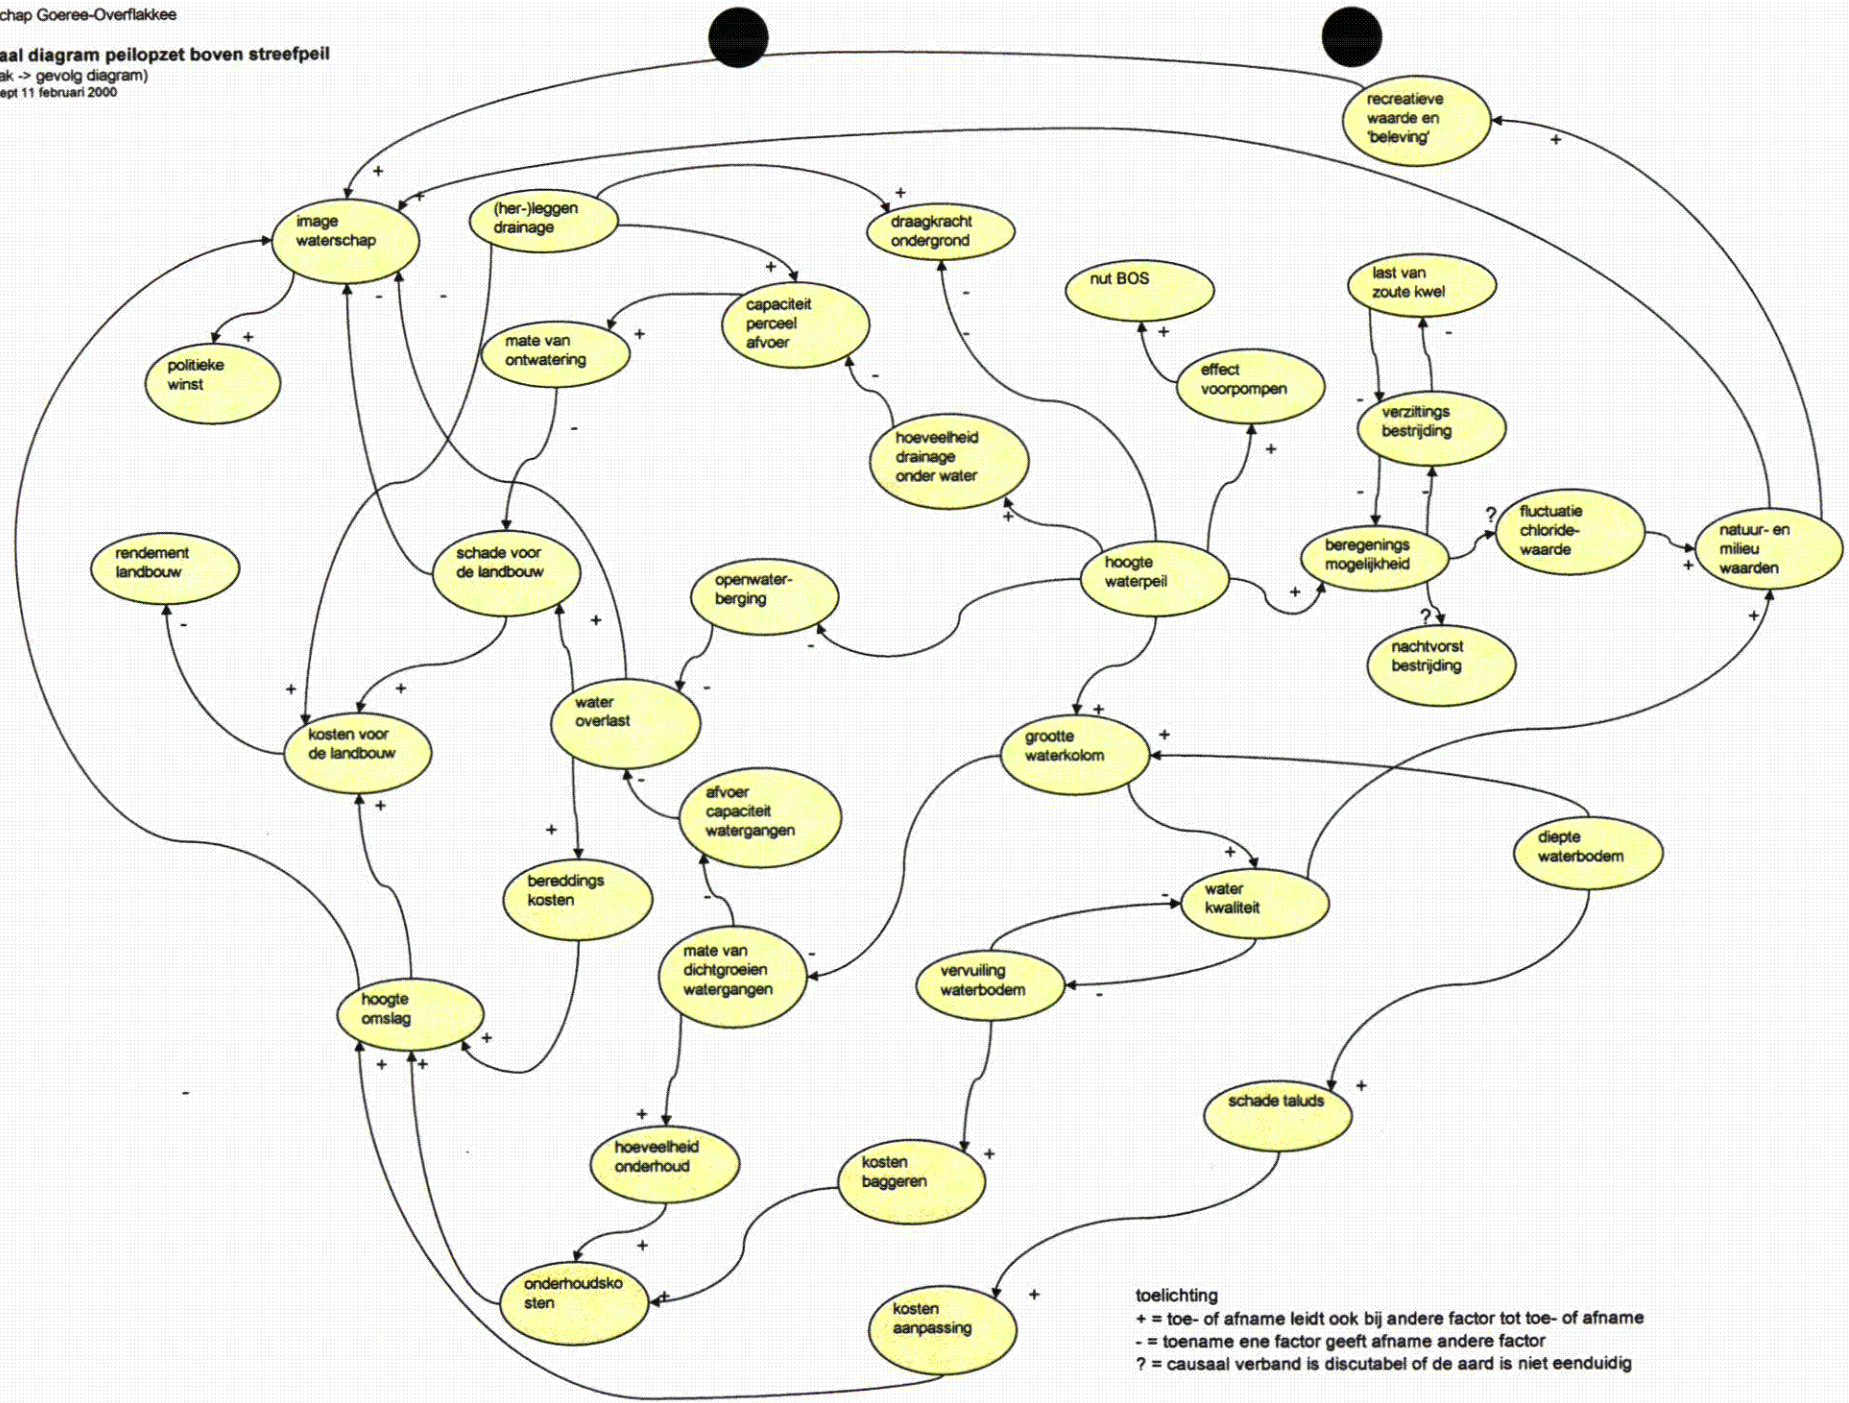 chap Goeree-Overflakkee
aal diagram peilopzet boven streefpeil
ak -> gevolg diagram)
ept 11 februari 2000
recreatieve
waarde en
'beleving'
+
+
+
image
waterschap
(her-)leggen
drainage
+
draagkracht
ondergrond
+
-
-
-
-
nut BOS
last van
zoute kwel
capaciteit
perceel
afvoer
+
+
politieke
winst
mate van
ontwatering
+
-
effect
voorpompen
-
-
verziltings
bestrijding
-
hoeveelheid
drainage
onder water
+
-
-
+
?
fluctuatie
chloride-
waarde
natuur- en
milieu
waarden
+
rendement
landbouw
-
schade voor
de landbouw
+
openwater-
berging
-
hoogte
waterpeil
+
beregenings
mogelijkheid
?
nachtvorst
bestrijding
+
+
+
-
water
overlast
+
+
kosten voor
de landbouw
grootte
waterkolom
+
-
afvoer
capaciteit
watergangen
+
+
diepte
waterbodem
bereddings
kosten
-
-
water
kwaliteit
mate van
dichtgroeien
watergangen
-
vervuiling
waterbodem
-
hoogte
omslag
+
+
+
-
+
+
schade taluds
+
hoeveelheid
onderhoud
kosten
baggeren
+
onderhoudsko
sten
+
kosten
aanpassing
+
toelichting
+ = toe- of afname leidt ook bij andere factor tot toe- of afname
- = toename ene factor geeft afname andere factor
? = causaal verband is discutabel of de aard is niet eenduidig